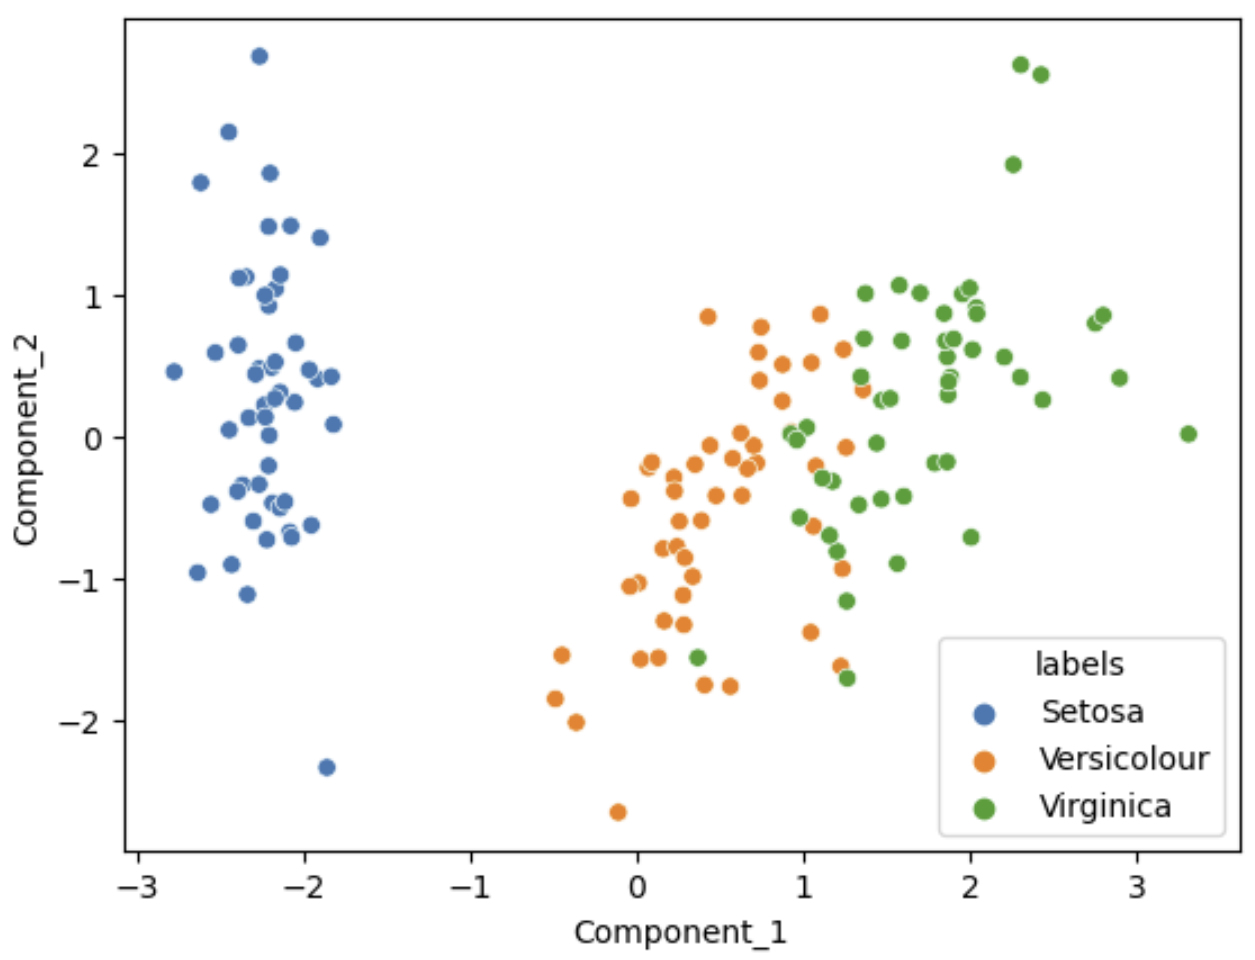 2
1
0
−1
−2
Component_2
−3 −2 −1 0 1 2 3
Component_1
labels
Setosa
Versicolour
Virginica